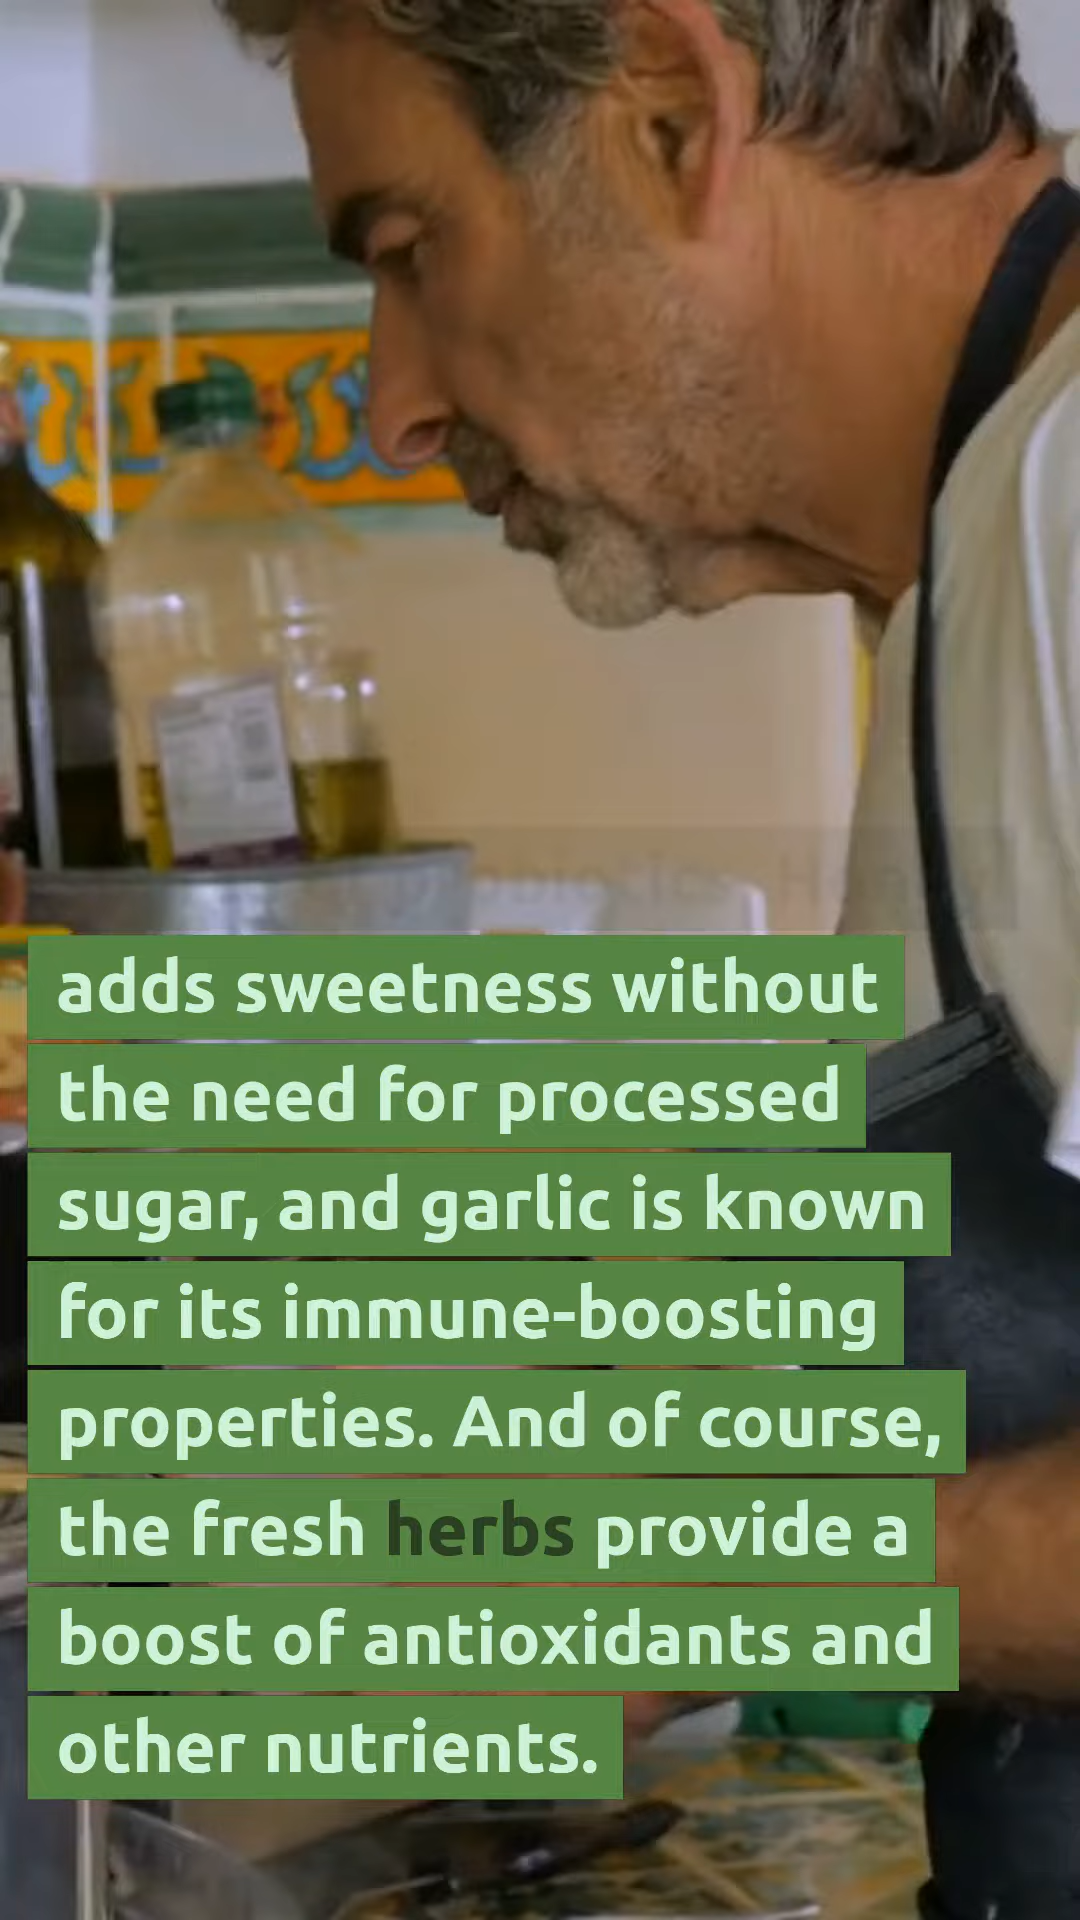 adds sweetness without
the need for processed
sugar, and garlic is known
for its immune-boosting
properties. And of course,
the fresh herbs provide a
boost of antioxidants and
other nutrients.